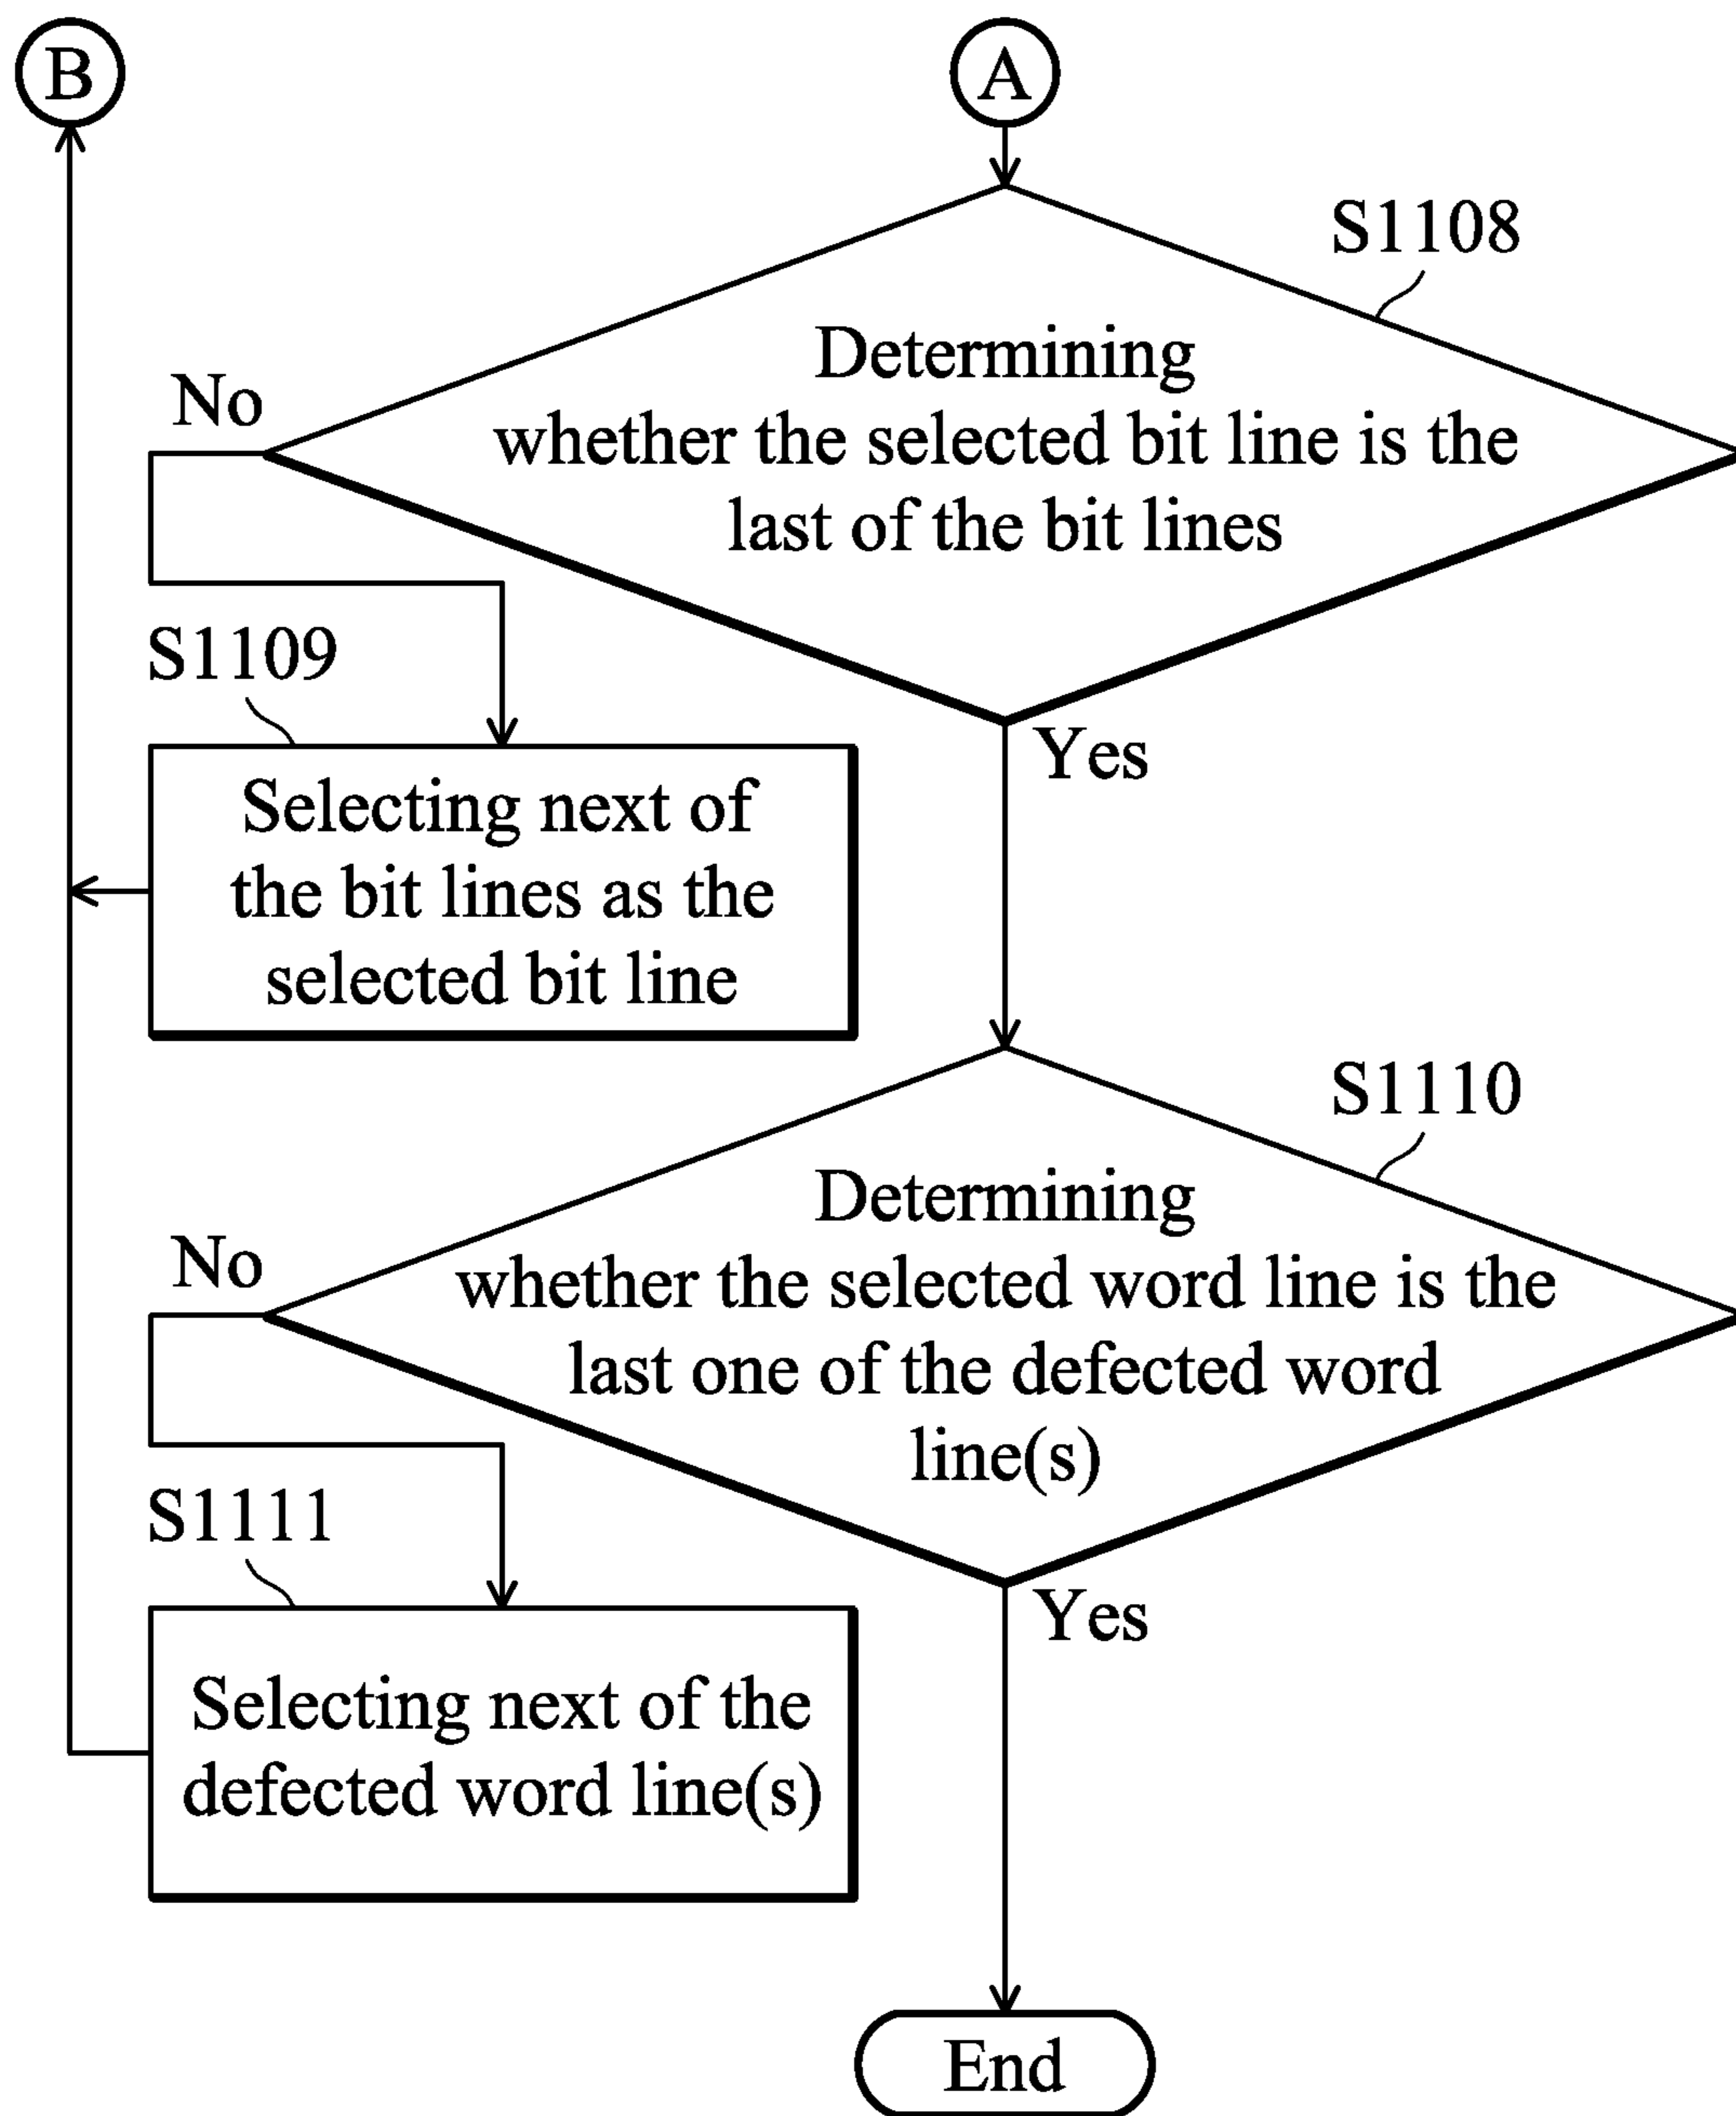 B
A
S1108
Determining
whether the selected bit line is the
last of the bit lines
No
Yes
S1109
Selecting next of
the bit lines as the
selected bit line
S1110
Determining
whether the selected word line is the
last one of the defected word
line(s)
No
Yes
S1111
Selecting next of the
defected word line(s)
End